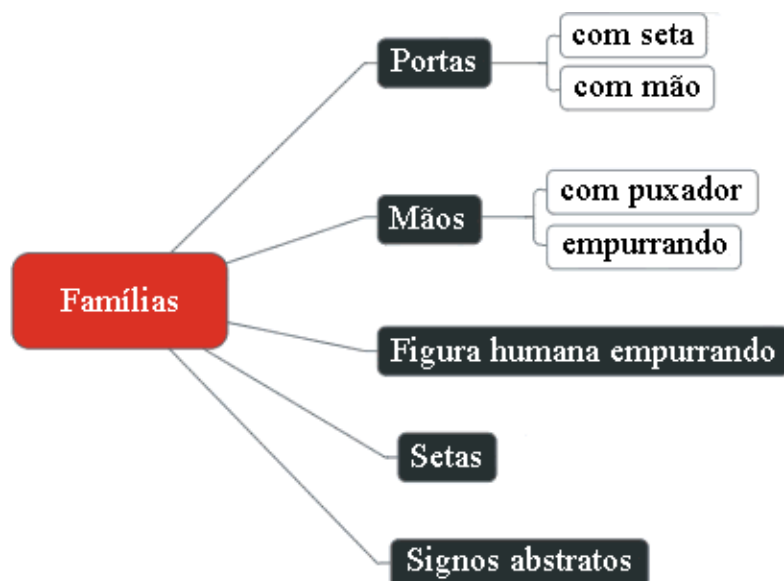 Famílias
Portas
com seta
com mão
Mãos
com puxador
empurrando
Figura humana empurrando
Setas
Signos abstratos